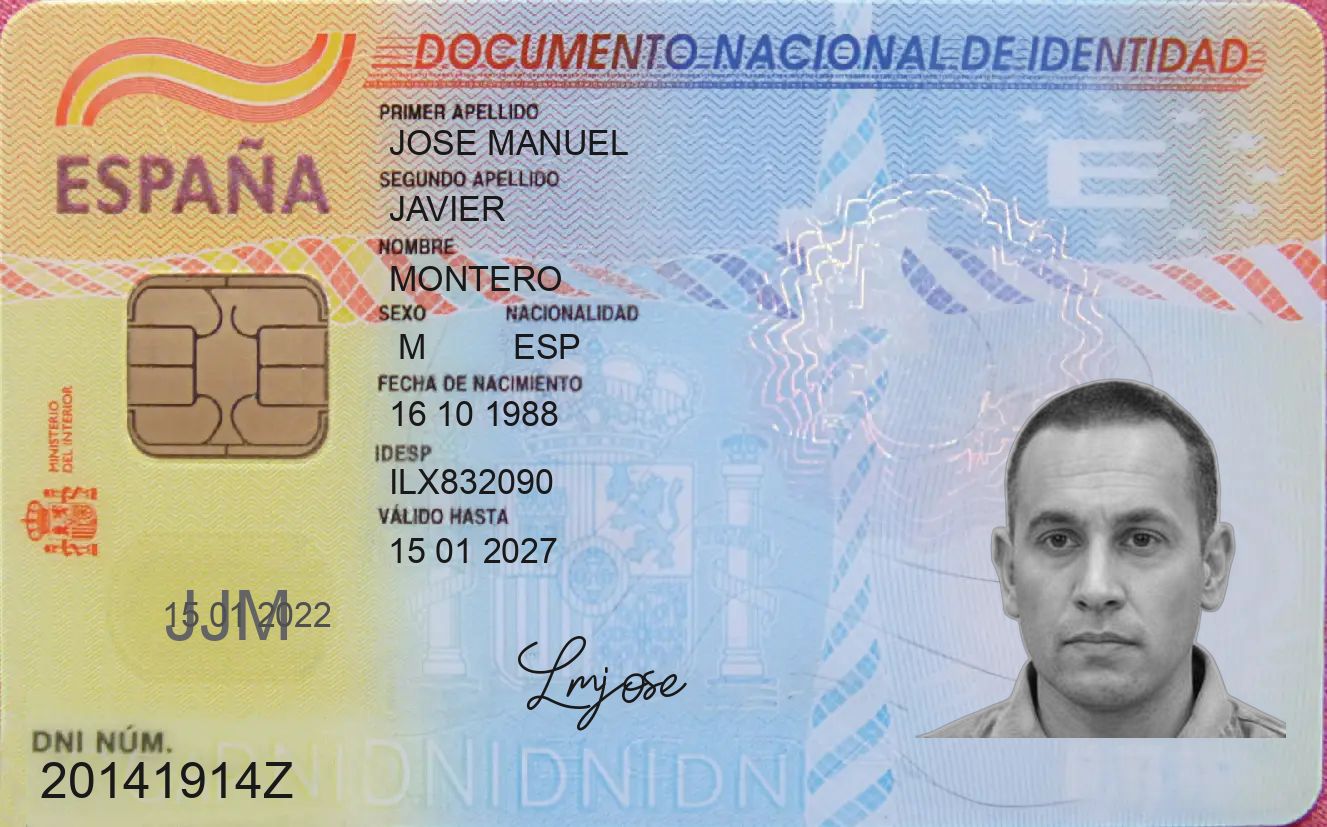 DOCUMENTO NACIONAL DE IDENTIDAD
ESPAÑA
PRIMER APELLIDO
JOSE MANUEL
SEGUNDO APELLIDO
JAVIER
NOMBRE
MONTERO
SEXO NACIONALIDAD
M ESP
FECHA DE NACIMIENTO
16 10 1988
IDESP
ILX832090
VÁLIDO HASTA
15 01 2027
MINISTERIO
DEL INTERIOR
E
15 01 2022
JJM
Lmjose
DNI NÚM.
20141914Z
DNIDNIDNIDNI